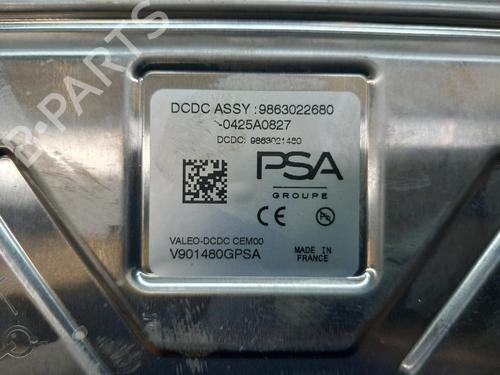 DCDC ASSY : 9863022680
-0425A0827
DCDC: 9863021480
PSA
GROUPE
CE
VALEO-DCDC CEM00
V901480GPSA
MADE IN
FRANCE
B-PARTS